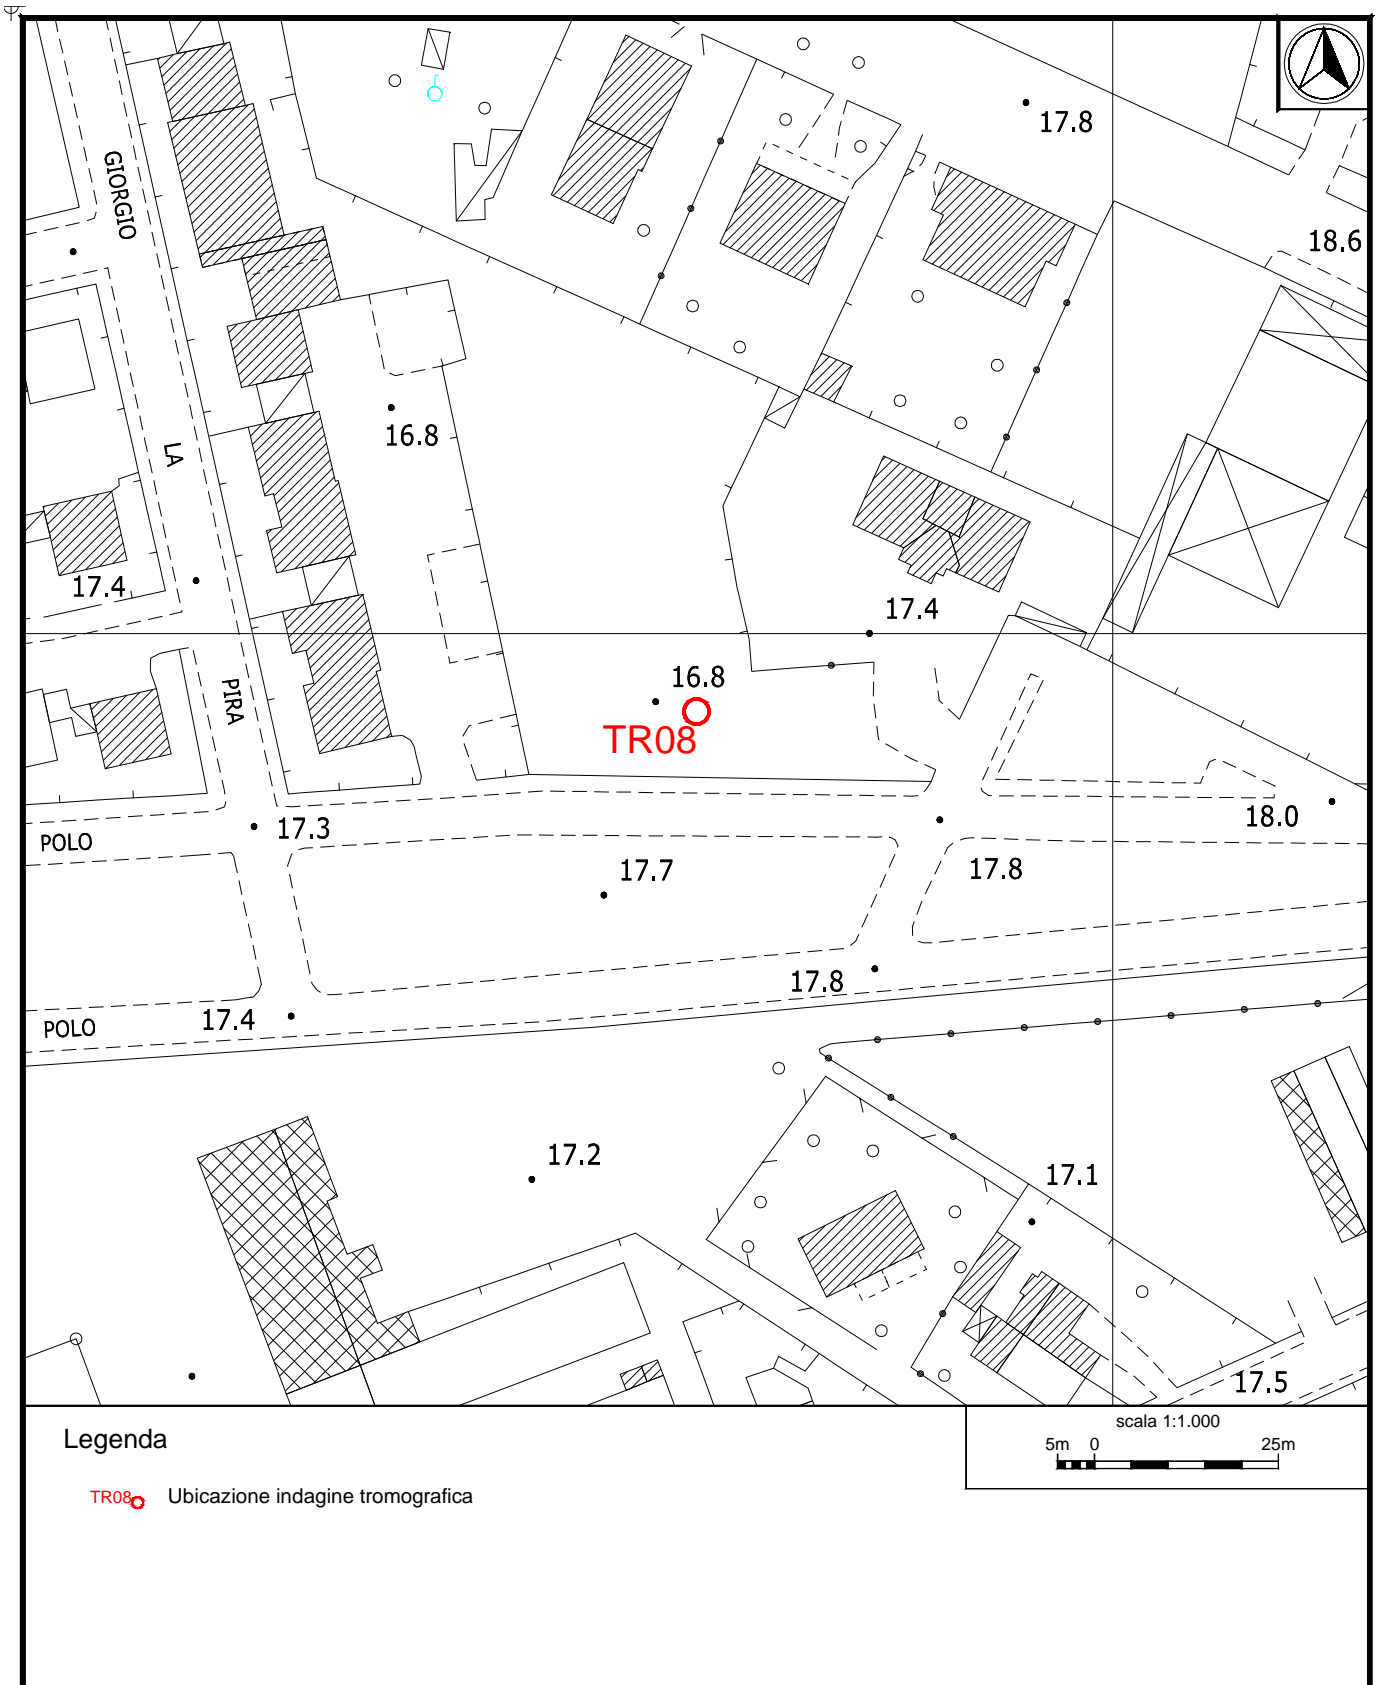 17.8
GIORGIO
18.6
16.8
LA
17.4
17.4
16.8
PIRA
TR08
18.0
17.3
POLO
17.7
17.8
17.8
17.4
POLO
17.2
17.1
17.5
scala 1:1.000
Legenda
5m 0 25m
TR08 Ubicazione indagine tromografica